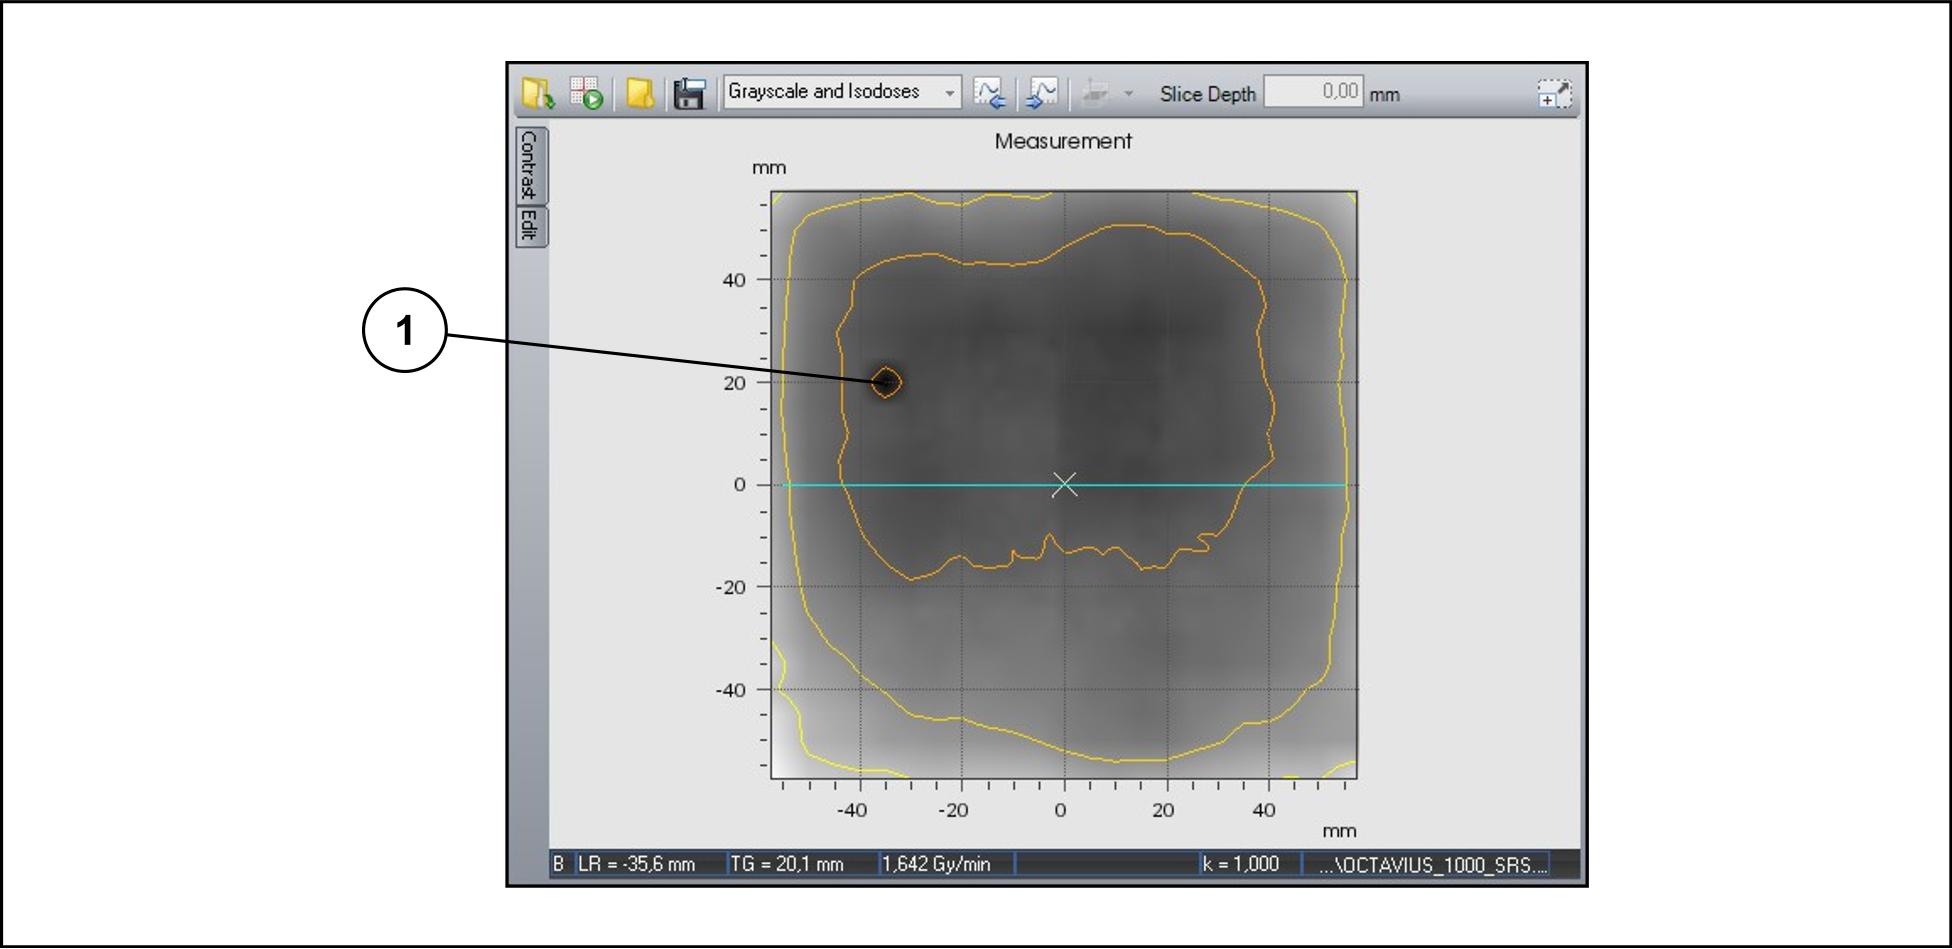 Grayscale and Isodoses
Slice Depth 0,00 mm
Contrast
Edit
Measurement
mm
1
40
20
0
-20
-40
-40 -20 0 20 40
mm
B LR = -35,6 mm TG = 20,1 mm 1,642 Gy/min k = 1,000 ...\OCTAVIUS_1000_SRS....